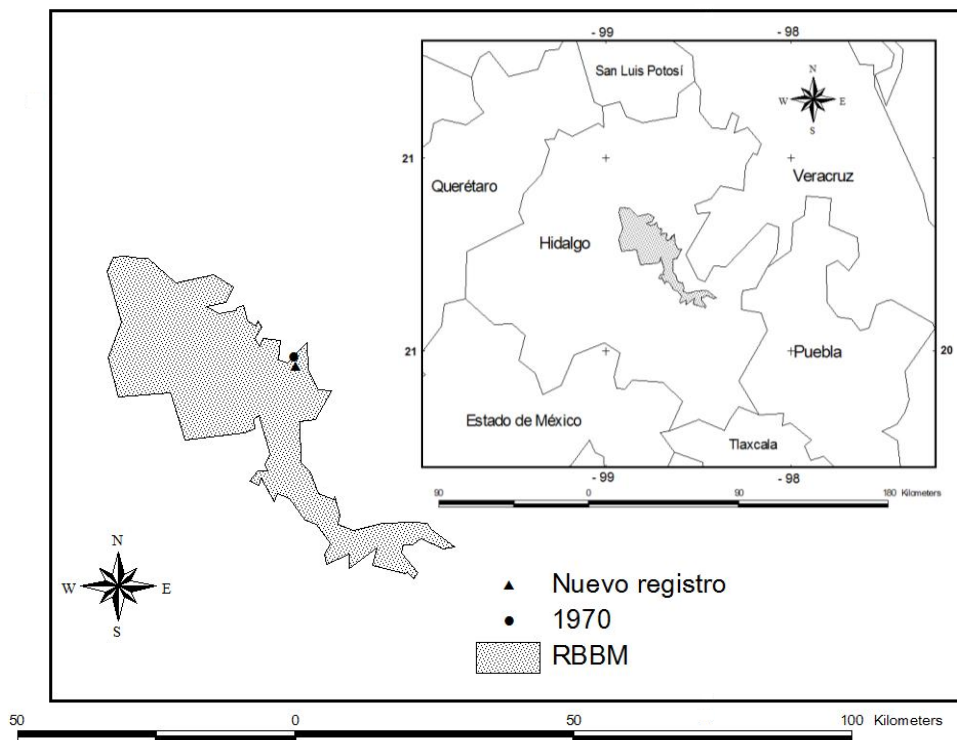 - 99 - 98
San Luis Potosí
N
W E
S
21
Veracruz
Querétaro
Hidalgo
21 20
Puebla
Estado de México
Tlaxcala
- 99 - 98
90 0 90 180 Kilometers
N
W E
S
Nuevo registro
1970
RBBM
50 0 50 100 Kilometers